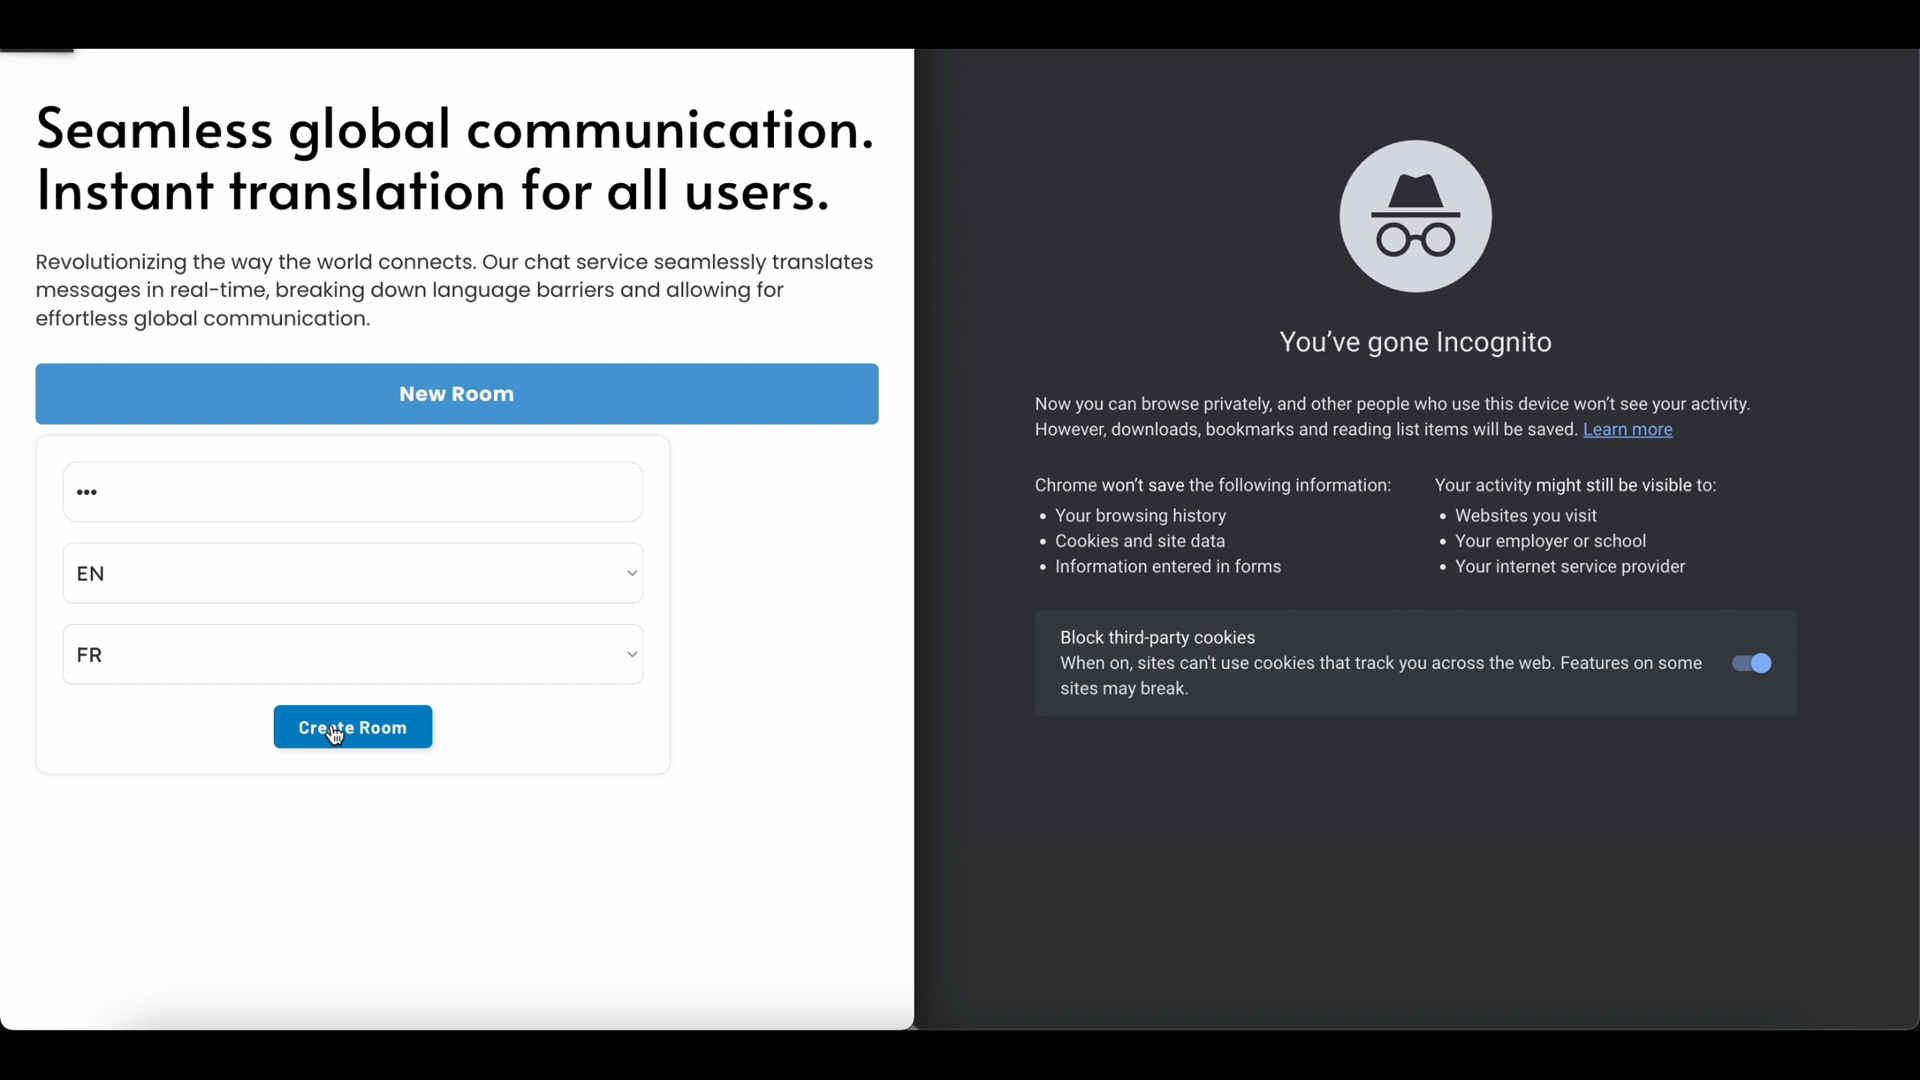 Seamless global communication.
Instant translation for all users.
Revolutionizing the way the world connects. Our chat service seamlessly translates
messages in real-time, breaking down language barriers and allowing for
effortless global communication.
New Room
•••
EN
FR
Create Room
You’ve gone Incognito
Now you can browse privately, and other people who use this device won’t see your activity.
However, downloads, bookmarks and reading list items will be saved. Learn more
Chrome won’t save the following information:
• Your browsing history
• Cookies and site data
• Information entered in forms
Your activity might still be visible to:
• Websites you visit
• Your employer or school
• Your internet service provider
Block third-party cookies
When on, sites can't use cookies that track you across the web. Features on some
sites may break.